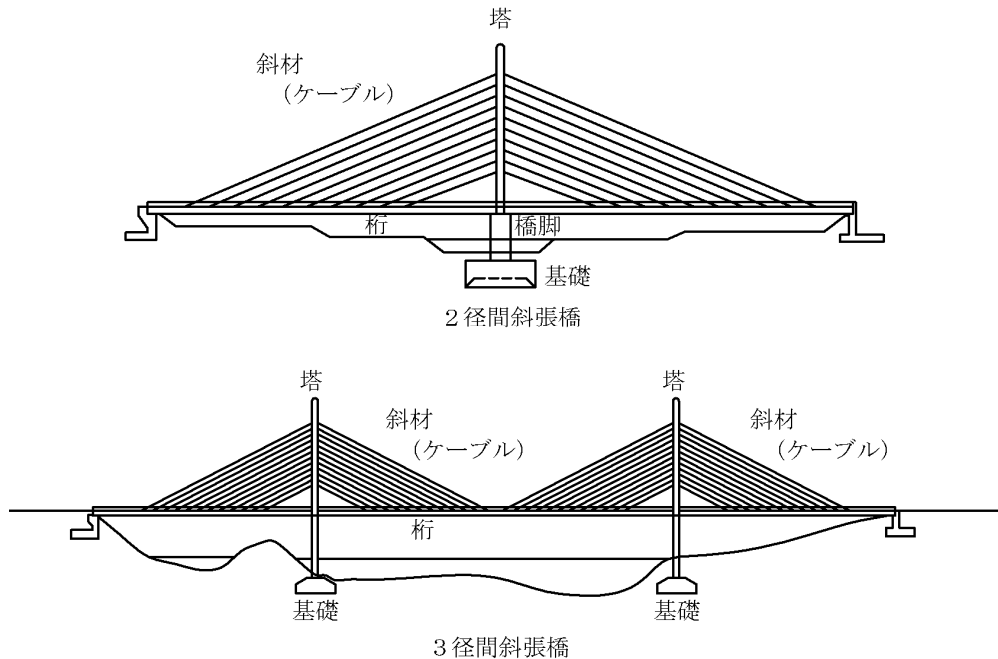 塔
斜材
（ケーブル）
桁
橋脚
基礎
２径間斜張橋
塔
塔
斜材
（ケーブル）
斜材
（ケーブル）
桁
基礎
基礎
３径間斜張橋